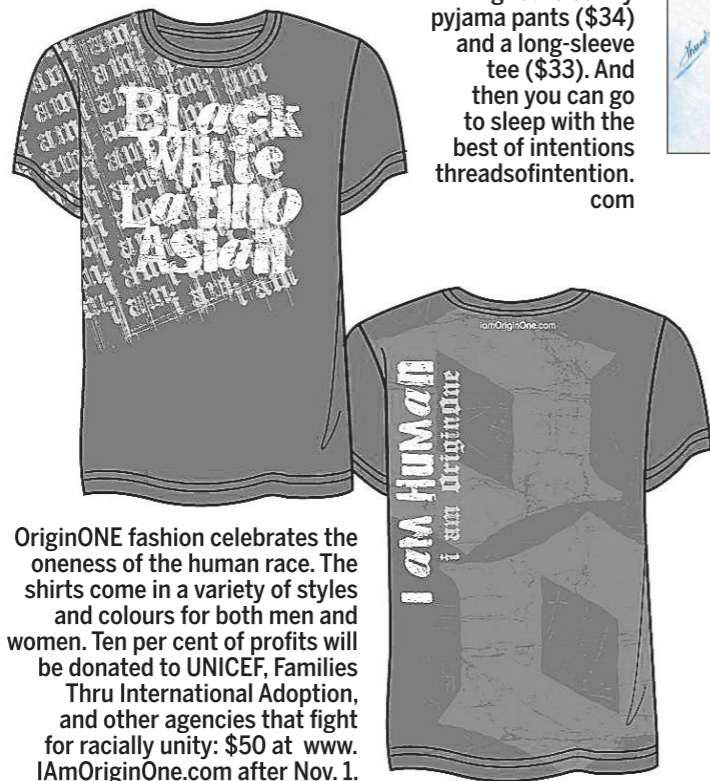 pyjama pants ($34)
and a long-sleeve
tee ($33). And
then you can go
to sleep with the
best of intentions
threadsofintention.
com
BLack
White
Latino
ASIan
iamOriginOne.com
I aM HuMaN
i am OriginOne
OriginONE fashion celebrates the
oneness of the human race. The
shirts come in a variety of styles
and colours for both men and
women. Ten per cent of profits will
be donated to UNICEF, Families
Thru International Adoption,
and other agencies that fight
for racially unity: $50 at www.
IAmOriginOne.com after Nov. 1.